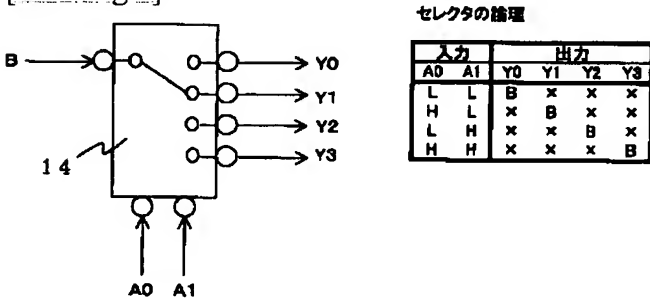 セレクタの論理
B
Y0
Y1
Y2
Y3
14
A0 A1
入力 出力
A0 A1 Y0 Y1 Y2 Y3
L L B × × ×
H L × B × ×
L H × × B ×
H H × × × B